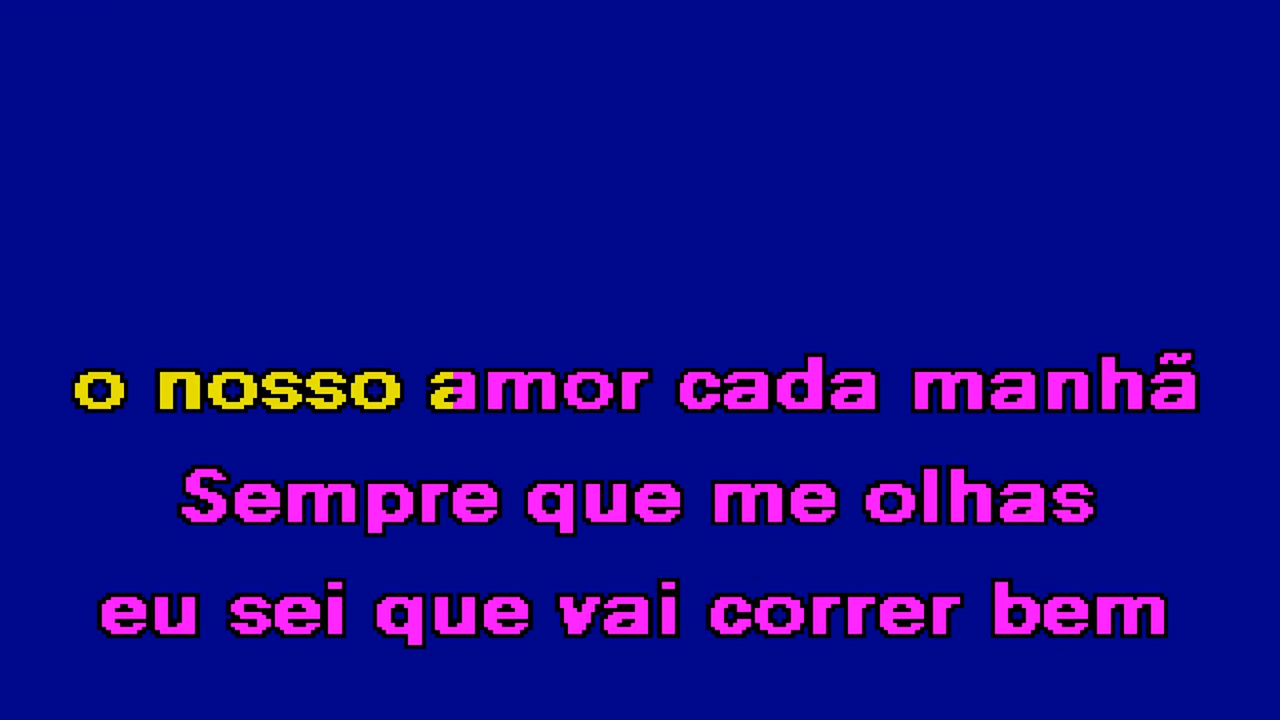 o nosso amor cada manhã
Sempre que me olhas
eu sei que vai correr bem